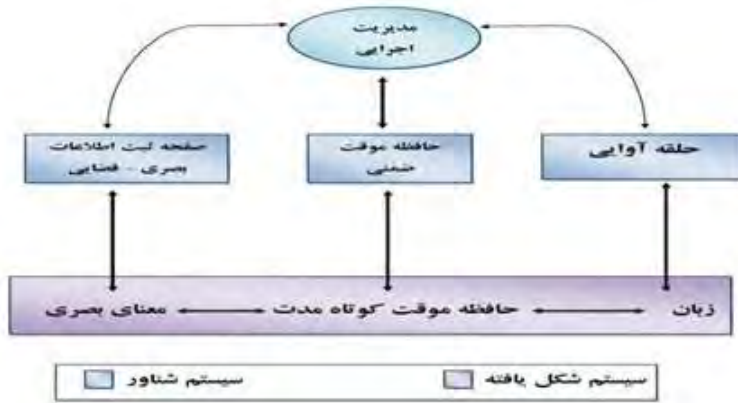 مدیریت
اجرایی
حلقه آوایی
حافظه موقت
ضمنی
صفحه ثبت اطلاعات
بصری - فضایی
زبان
حافظه موقت کوتاه مدت
معنای بصری
سیستم شکل یافته
سیستم شناور